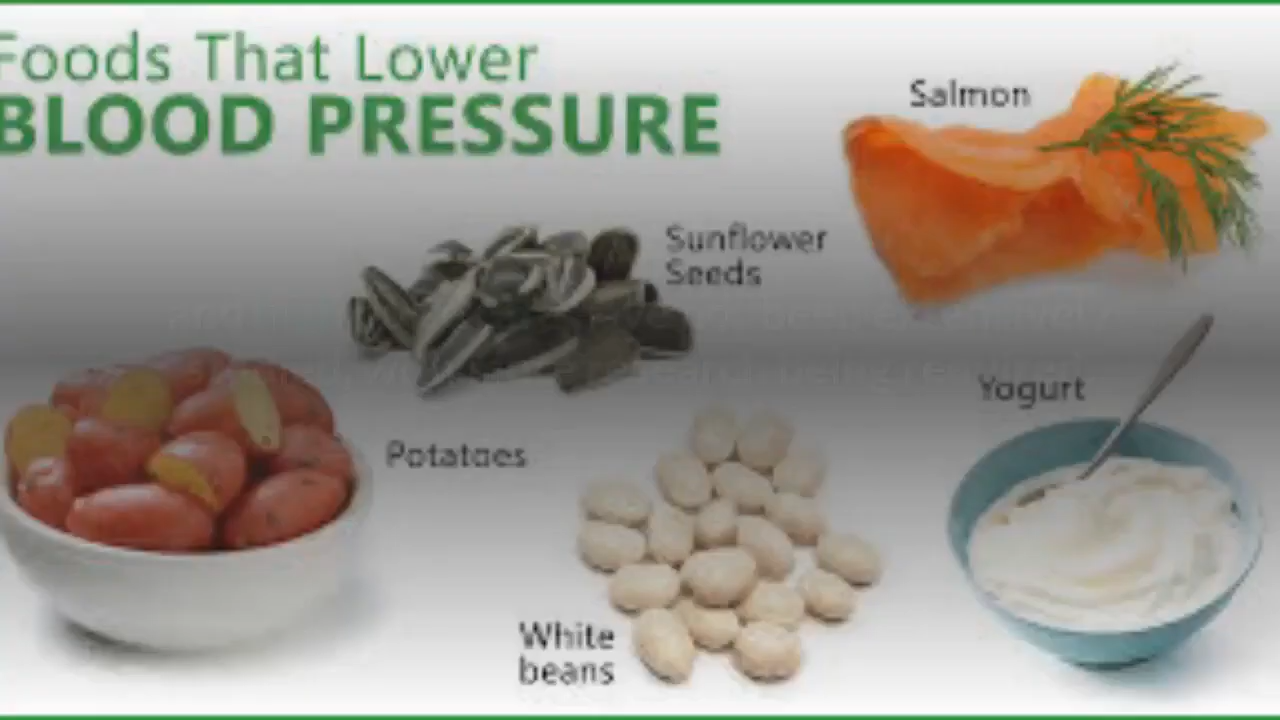 Foods That Lower
BLOOD PRESSURE
Salmon
Sunflower
Seeds
Yogurt
Potatoes
White
beans